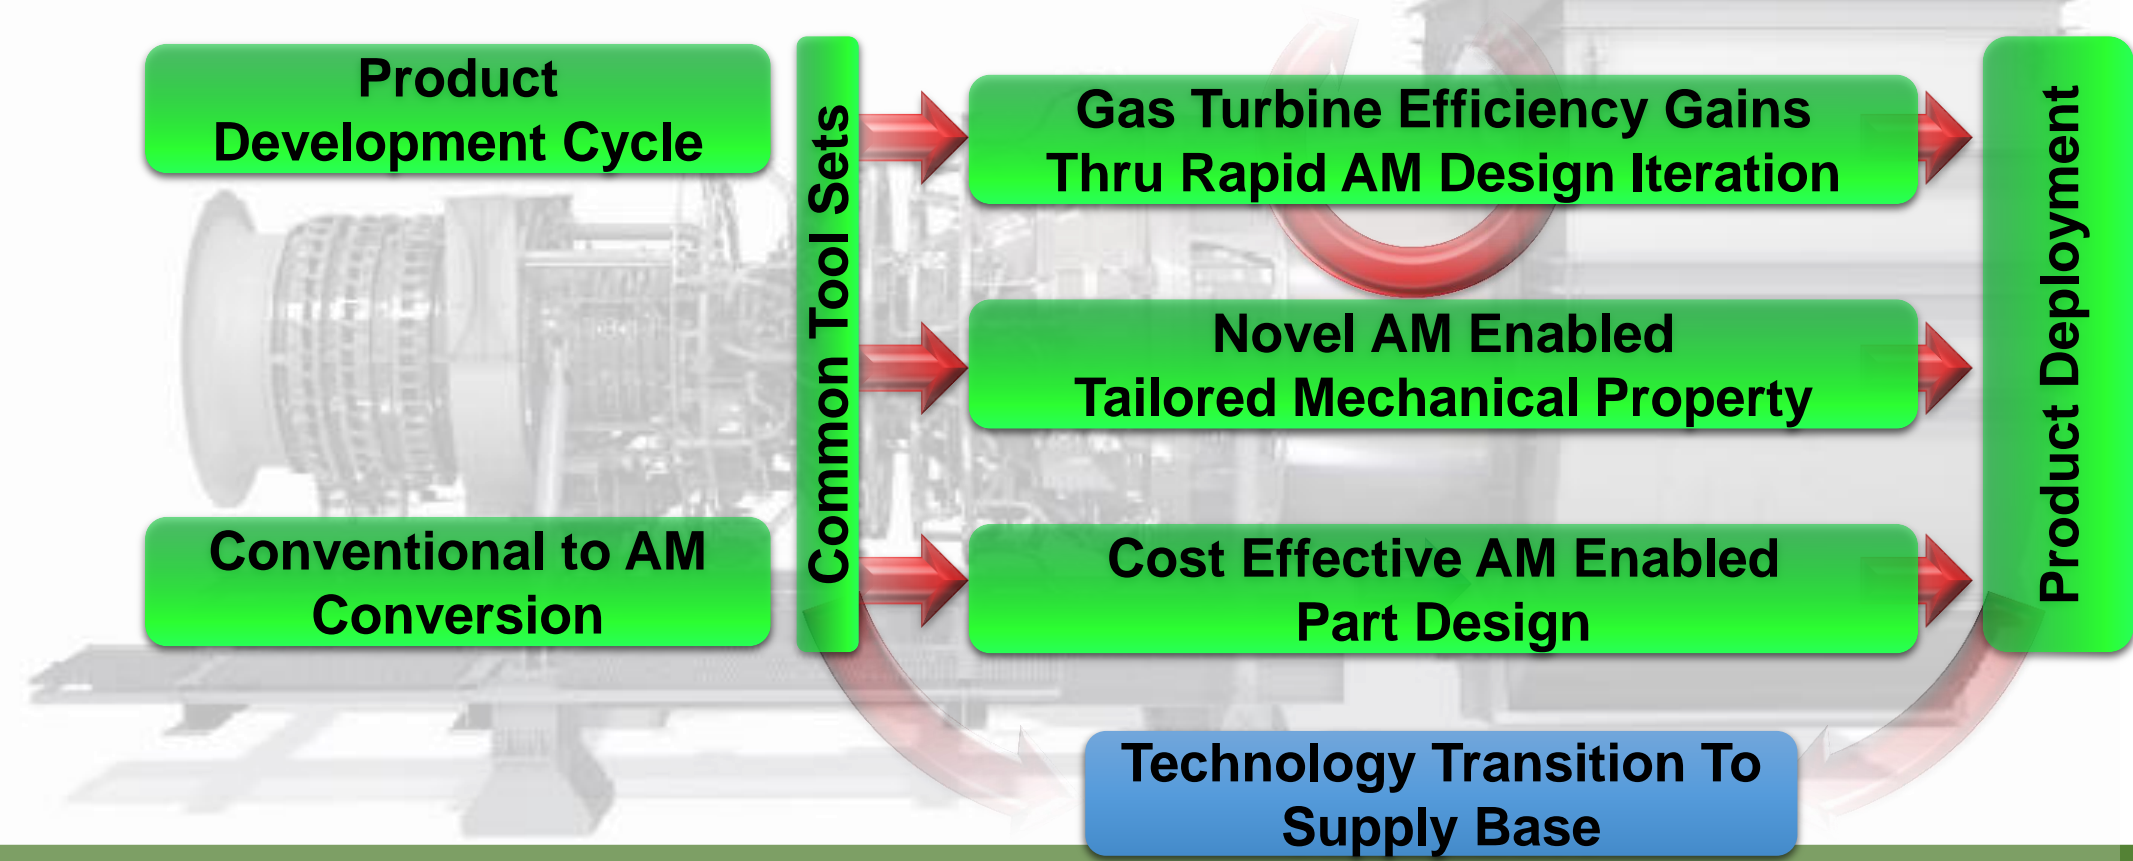 Product
Development Cycle
Conventional to AM
Conversion
Common Tool Sets
Gas Turbine Efficiency Gains
Thru Rapid AM Design Iteration
Novel AM Enabled
Tailored Mechanical Property
Cost Effective AM Enabled
Part Design
Product Deployment
Technology Transition To
Supply Base